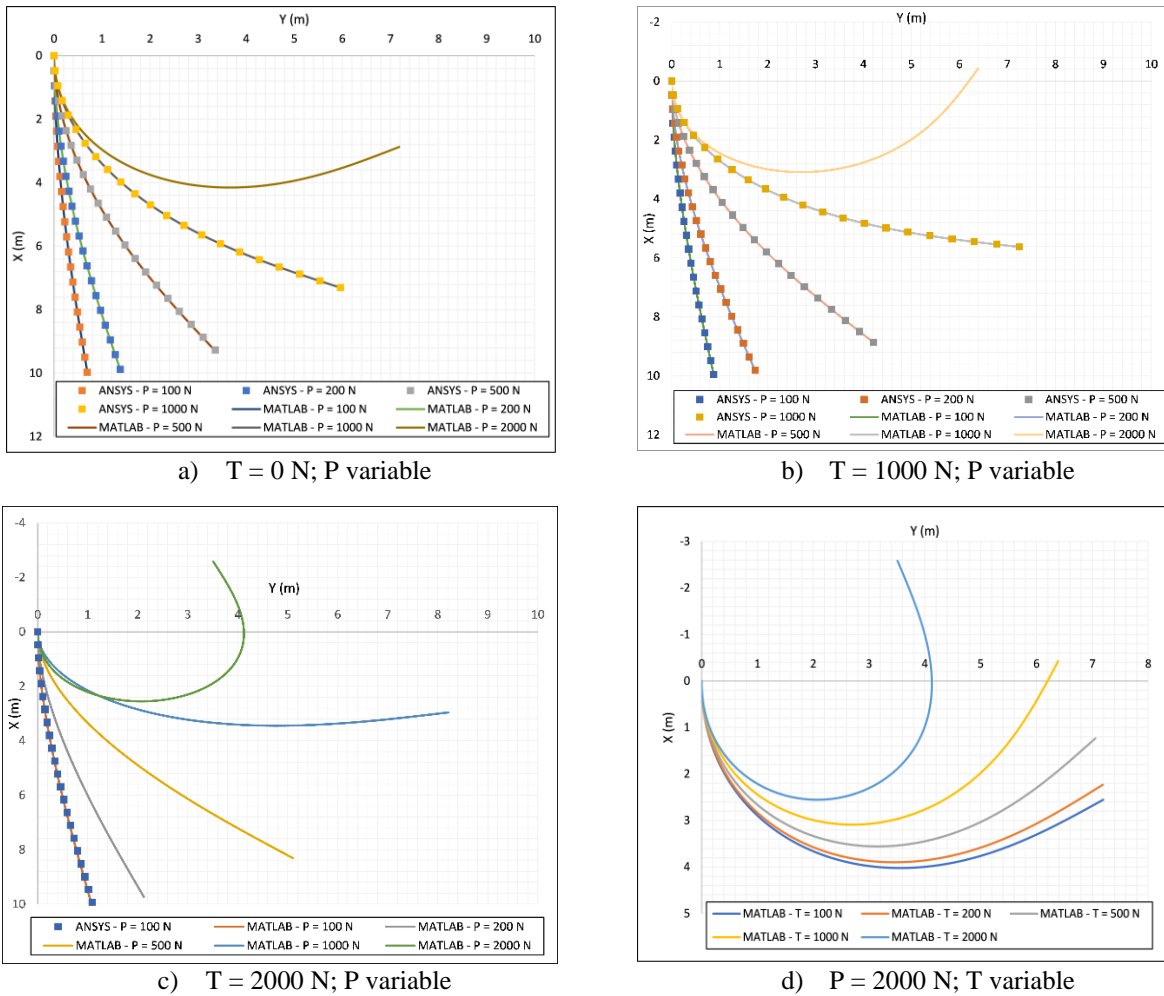 Y (m)
0 1 2 3 4 5 6 7 8 9 10
0
2
4
6
8
10
12
X (m)
ANSYS - P = 100 N ANSYS - P = 200 N ANSYS - P = 500 N
ANSYS - P = 1000 N MATLAB - P = 100 N MATLAB - P = 200 N
MATLAB - P = 500 N MATLAB - P = 1000 N MATLAB - P = 2000 N
a) T = 0 N; P variable
Y (m)
-2
0 1 2 3 4 5 6 7 8 9 10
0
2
4
6
8
10
12
X (m)
ANSYS - P = 100 N ANSYS - P = 200 N ANSYS - P = 500 N
ANSYS - P = 1000 N MATLAB - P = 100 N MATLAB - P = 200 N
MATLAB - P = 500 N MATLAB - P = 1000 N MATLAB - P = 2000 N
b) T = 1000 N; P variable
-4
-2
Y (m)
0 1 2 3 4 5 6 7 8 9 10
0
2
4
6
8
10
X (m)
ANSYS - P = 100 N MATLAB - P = 100 N MATLAB - P = 200 N
MATLAB - P = 500 N MATLAB - P = 1000 N MATLAB - P = 2000 N
c) T = 2000 N; P variable
Y (m)
-3
-2
-1
0 1 2 3 4 5 6 7 8
0
1
2
3
4
5
X (m)
MATLAB - T = 100 N MATLAB - T = 200 N MATLAB - T = 500 N
MATLAB - T = 1000 N MATLAB - T = 2000 N
d) P = 2000 N; T variable